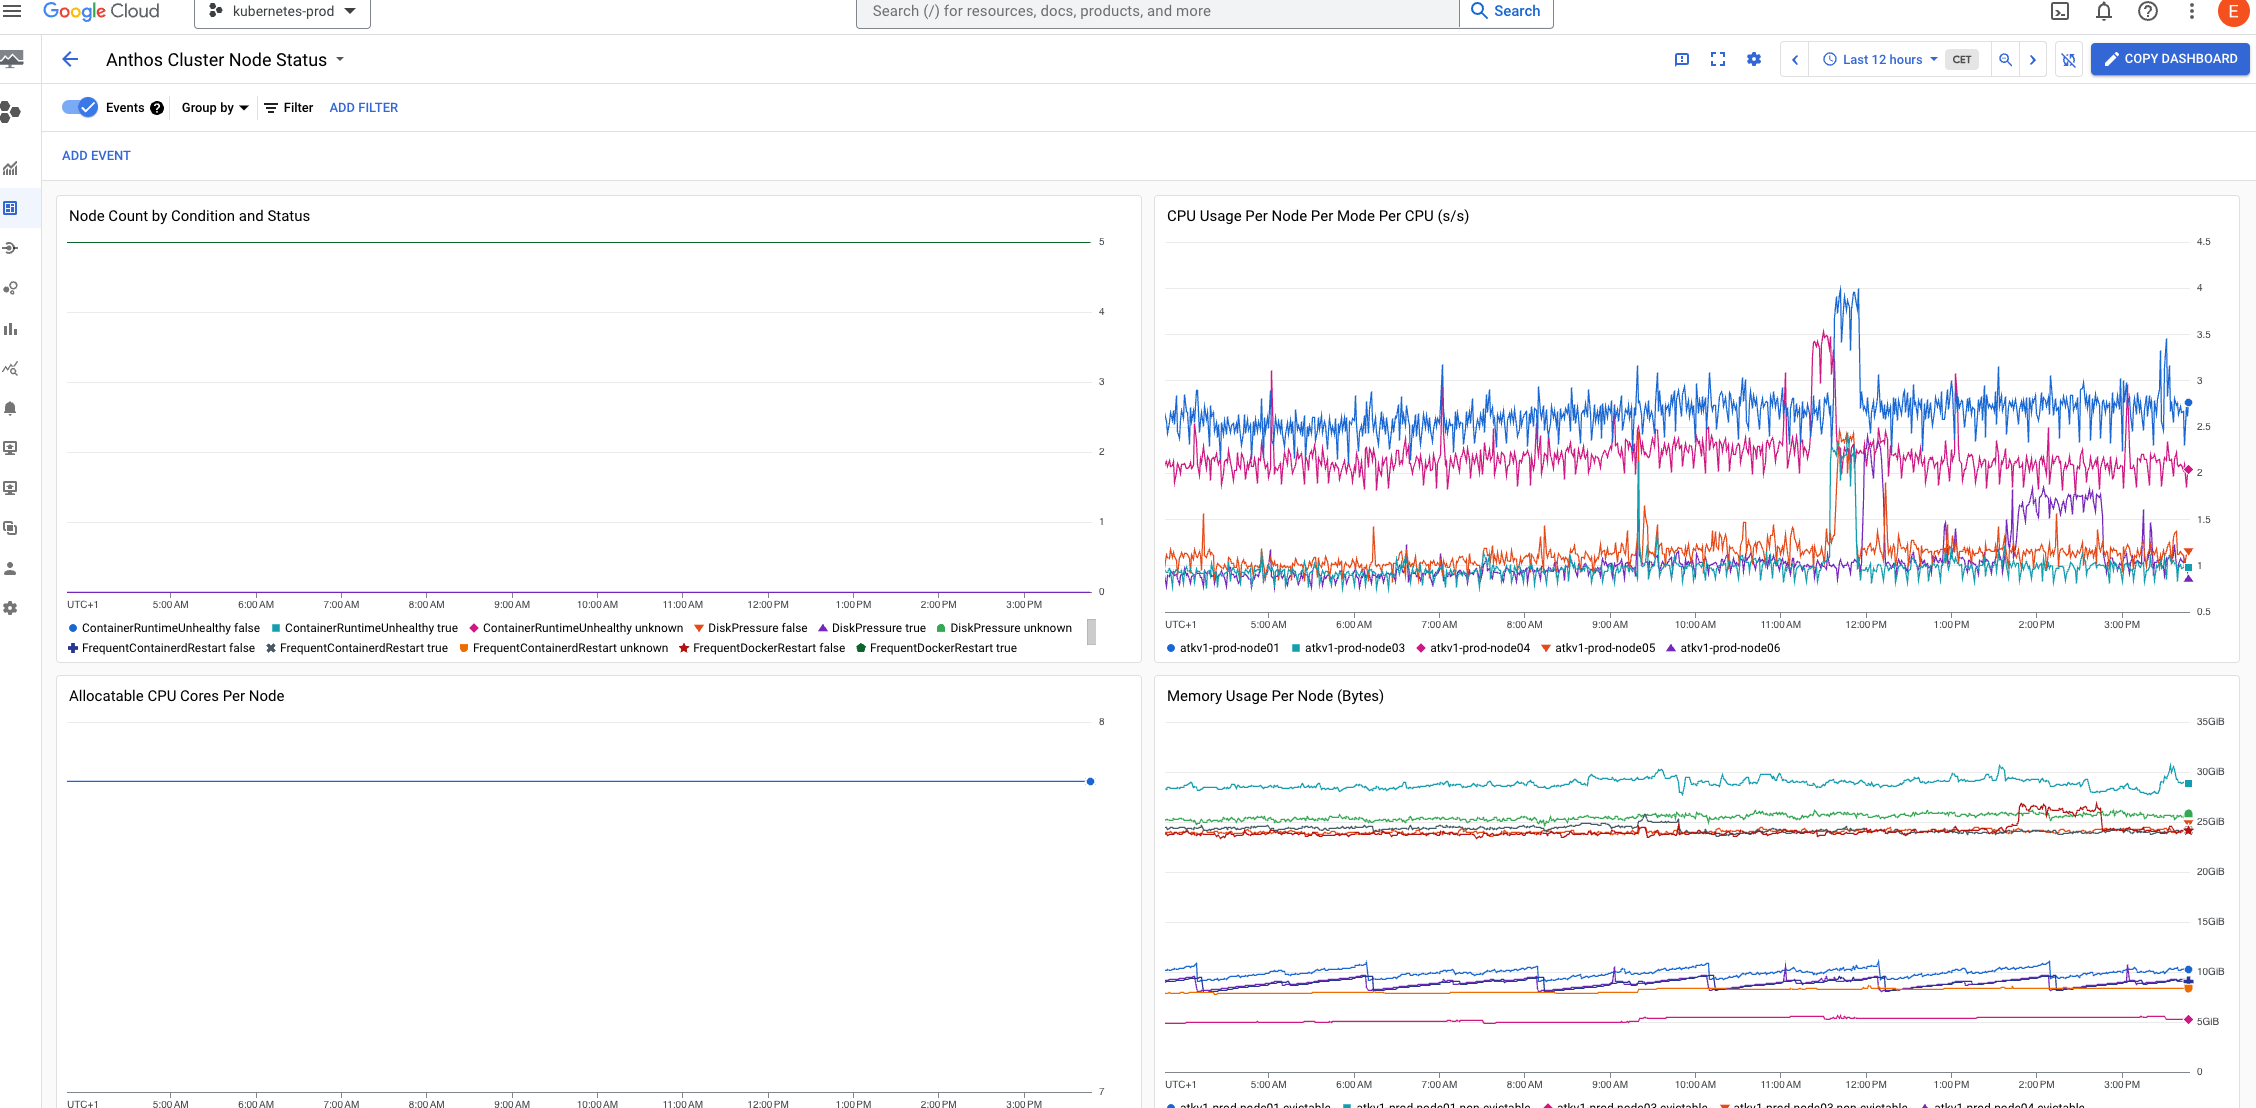 Google Cloud kubernetes-prod Search (/) for resources, docs, products, and more Search E
Anthos Cluster Node Status Last 12 hours CET COPY DASHBOARD
Events Group by Filter ADD FILTER
ADD EVENT
Node Count by Condition and Status
5
4
3
2
1
0
UTC+1 5:00 AM 6:00 AM 7:00 AM 8:00 AM 9:00 AM 10:00 AM 11:00 AM 12:00 PM 1:00 PM 2:00 PM 3:00 PM
ContainerRuntimeUnhealthy false ContainerRuntimeUnhealthy true ContainerRuntimeUnhealthy unknown DiskPressure false DiskPressure true DiskPressure unknown
FrequentContainerdRestart false FrequentContainerdRestart true FrequentContainerdRestart unknown FrequentDockerRestart false FrequentDockerRestart true
CPU Usage Per Node Per Mode Per CPU (s/s)
4.5
4
3.5
3
2.5
2
1.5
1
0.5
UTC+1 5:00 AM 6:00 AM 7:00 AM 8:00 AM 9:00 AM 10:00 AM 11:00 AM 12:00 PM 1:00 PM 2:00 PM 3:00 PM
atkv1-prod-node01 atkv1-prod-node03 atkv1-prod-node04 atkv1-prod-node05 atkv1-prod-node06
Allocatable CPU Cores Per Node
8
7
UTC+1 5:00 AM 6:00 AM 7:00 AM 8:00 AM 9:00 AM 10:00 AM 11:00 AM 12:00 PM 1:00 PM 2:00 PM 3:00 PM
Memory Usage Per Node (Bytes)
35GiB
30GiB
25GiB
20GiB
15GiB
10GiB
5GiB
0
UTC+1 5:00 AM 6:00 AM 7:00 AM 8:00 AM 9:00 AM 10:00 AM 11:00 AM 12:00 PM 1:00 PM 2:00 PM 3:00 PM
atkv1-prod-node01 evictable atkv1-prod-node01 non-evictable atkv1-prod-node03 evictable atkv1-prod-node03 non-evictable atkv1-prod-node04 evictable